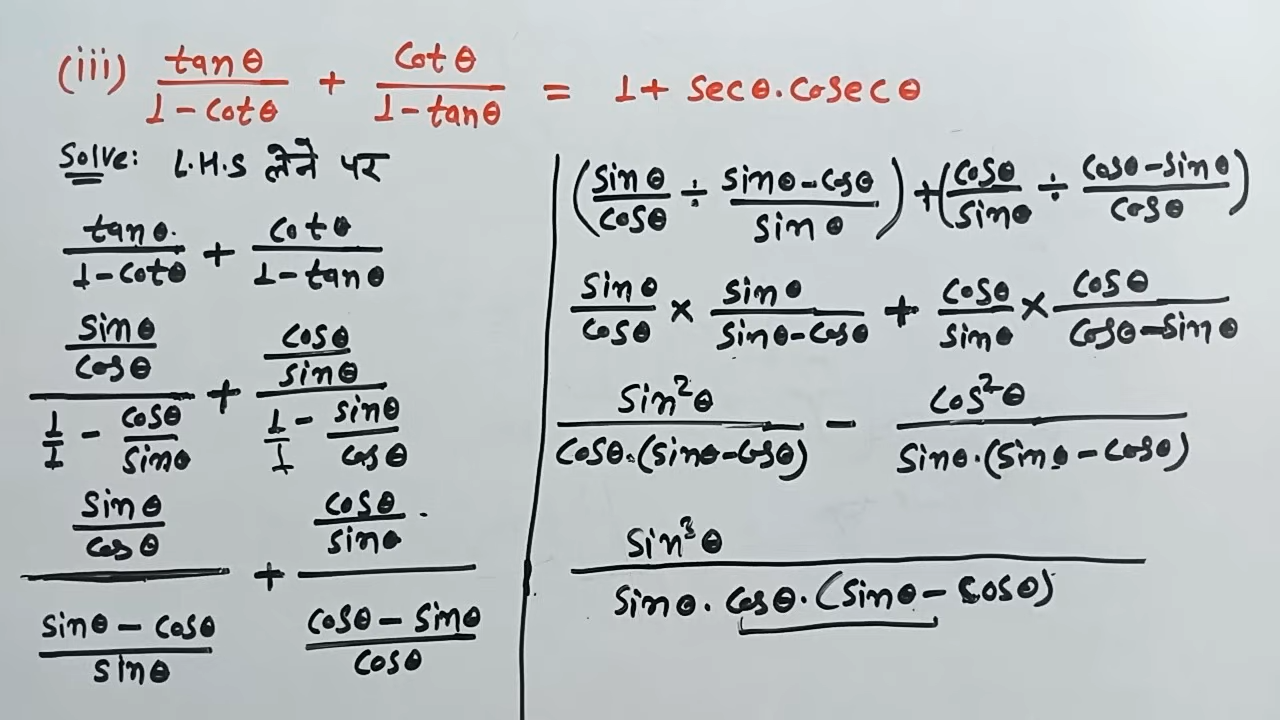 (iii) tanθ/(1-cotθ) + cotθ/(1-tanθ) = 1 + secθ.cosecθ
Solve: L.H.S लेने पर
tanθ/(1-cotθ) + cotθ/(1-tanθ)
(sinθ/cosθ)/(1/1 - cosθ/sinθ) + (cosθ/sinθ)/(1/1 - sinθ/cosθ)
(sinθ/cosθ)/((sinθ-cosθ)/sinθ) + (cosθ/sinθ)/((cosθ-sinθ)/cosθ)
(sinθ/cosθ ÷ (sinθ-cosθ)/sinθ) + (cosθ/sinθ ÷ (cosθ-sinθ)/cosθ)
sinθ/cosθ × sinθ/(sinθ-cosθ) + cosθ/sinθ × cosθ/(cosθ-sinθ)
sin²θ/(cosθ.(sinθ-cosθ)) - cos²θ/(sinθ.(sinθ-cosθ))
sin³θ/(sinθ.cosθ.(sinθ-cosθ))